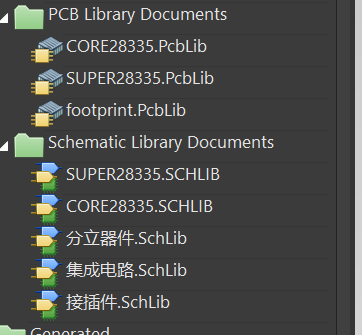 PCB Library Documents
CORE28335.PcbLib
SUPER28335.PcbLib
footprint.PcbLib
Schematic Library Documents
SUPER28335.SCHLIB
CORE28335.SCHLIB
分立器件.SchLib
集成电路.SchLib
接插件.SchLib
Generated